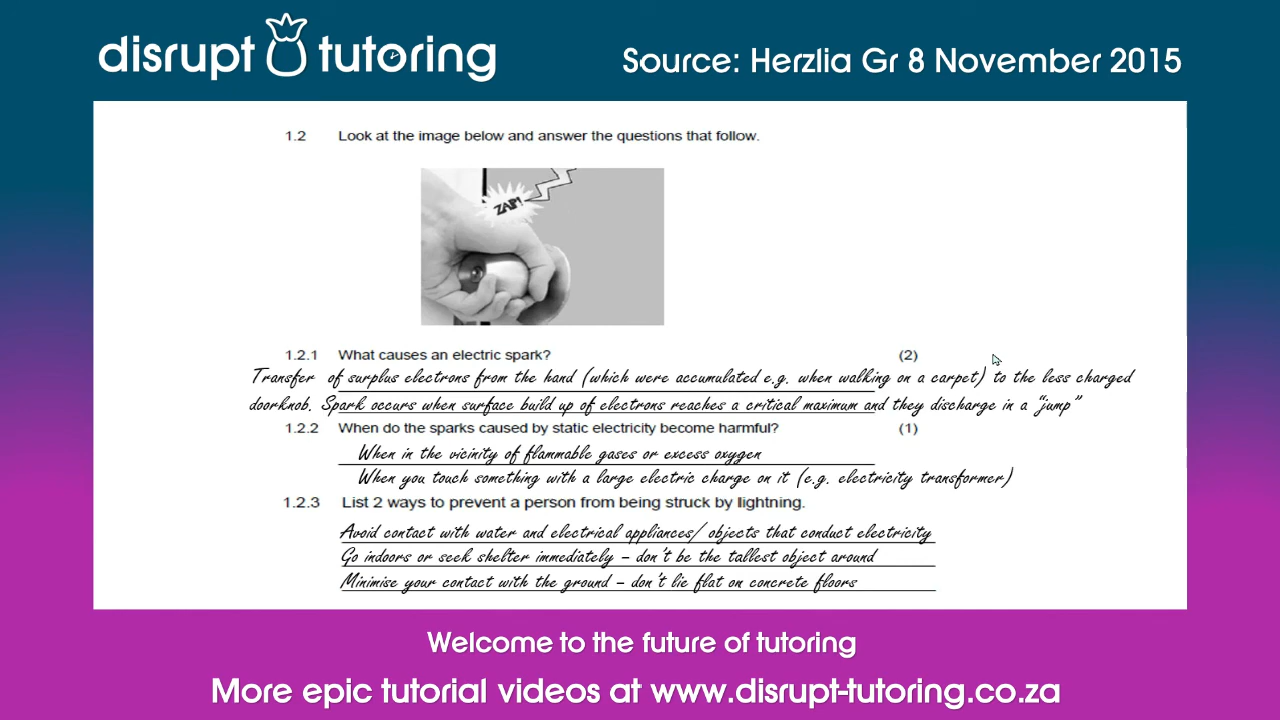 disrupt tutoring
Source: Herzlia Gr 8 November 2015
1.2 Look at the image below and answer the questions that follow.
ZAP!
1.2.1 What causes an electric spark? (2)
Transfer of surplus electrons from the hand (which were accumulated e.g. when walking on a carpet) to the less charged
doorknob. Spark occurs when surface build up of electrons reaches a critical maximum and they discharge in a "jump"
1.2.2 When do the sparks caused by static electricity become harmful? (1)
When in the vicinity of flammable gases or excess oxygen
When you touch something with a large electric charge on it (e.g. electricity transformer)
1.2.3 List 2 ways to prevent a person from being struck by lightning.
Avoid contact with water and electrical appliances/ objects that conduct electricity
Go indoors or seek shelter immediately – don't be the tallest object around
Minimise your contact with the ground – don't lie flat on concrete floors
Welcome to the future of tutoring
More epic tutorial videos at www.disrupt-tutoring.co.za